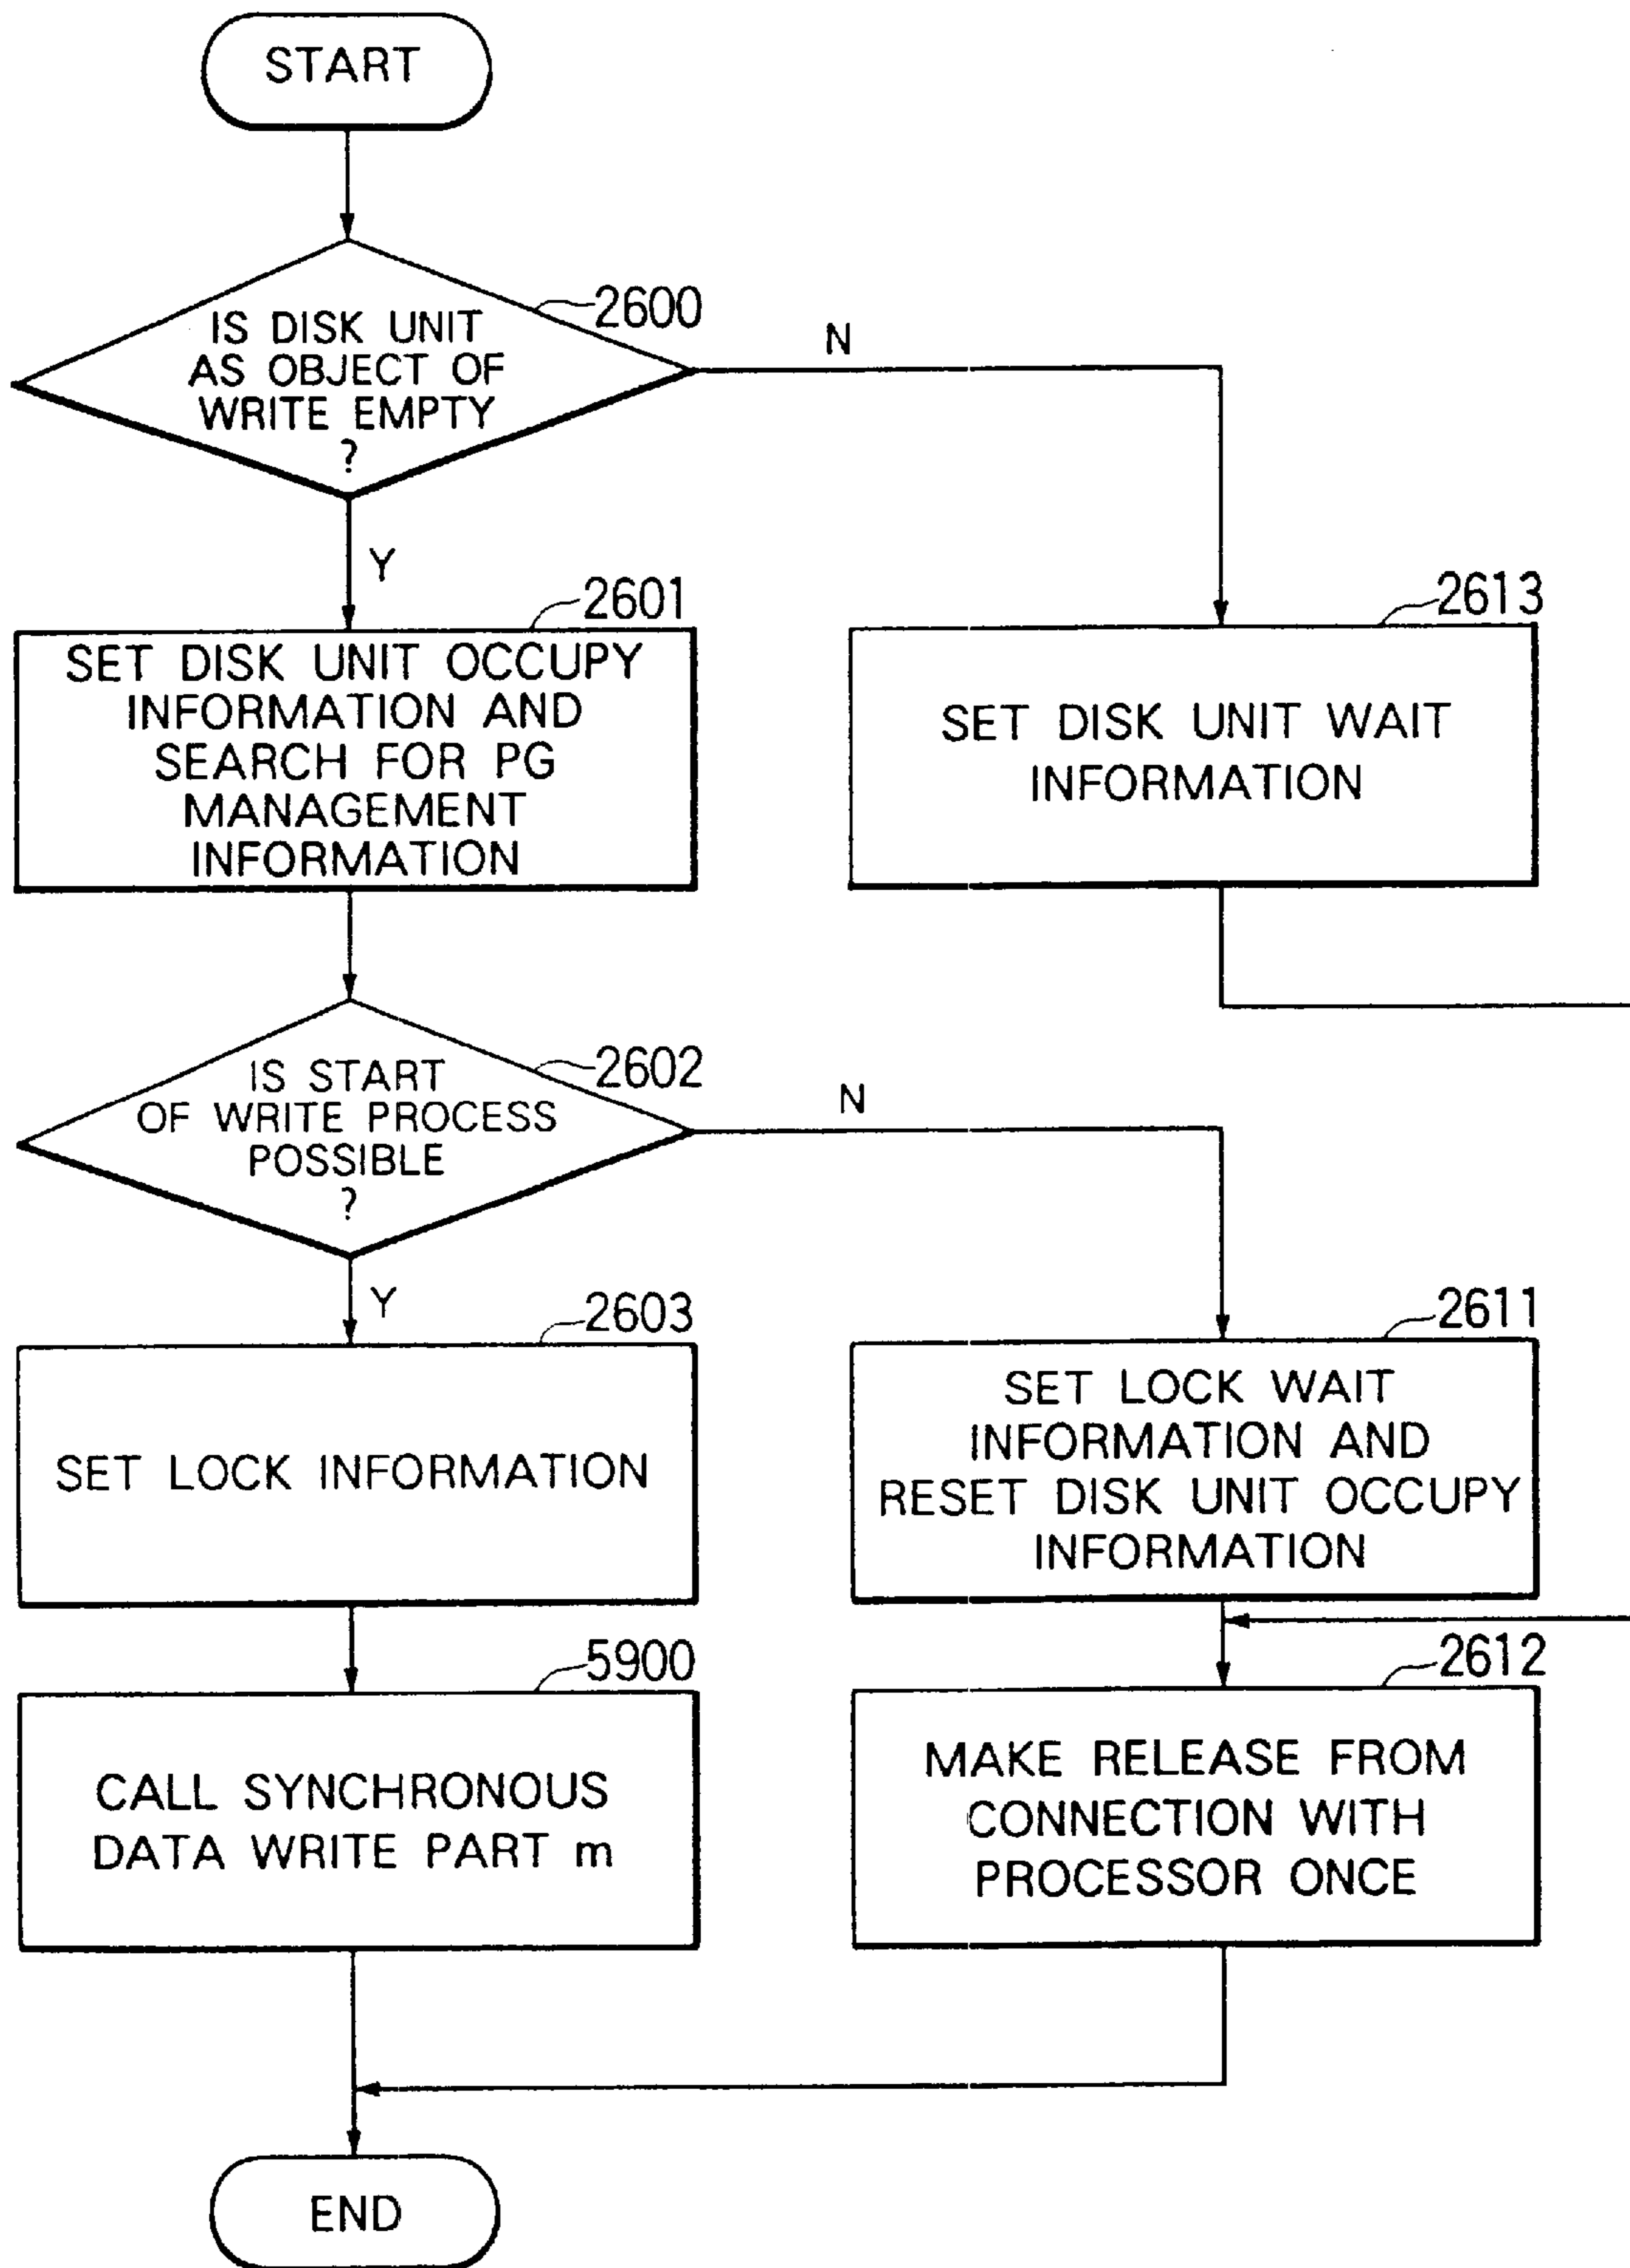 START
2600
IS DISK UNIT
AS OBJECT OF
WRITE EMPTY
?
N
Y
2601
SET DISK UNIT OCCUPY
INFORMATION AND
SEARCH FOR PG
MANAGEMENT
INFORMATION
2613
SET DISK UNIT WAIT
INFORMATION
2602
IS START
OF WRITE PROCESS
POSSIBLE
?
N
Y
2603
SET LOCK INFORMATION
2611
SET LOCK WAIT
INFORMATION AND
RESET DISK UNIT OCCUPY
INFORMATION
5900
CALL SYNCHRONOUS
DATA WRITE PART m
2612
MAKE RELEASE FROM
CONNECTION WITH
PROCESSOR ONCE
END